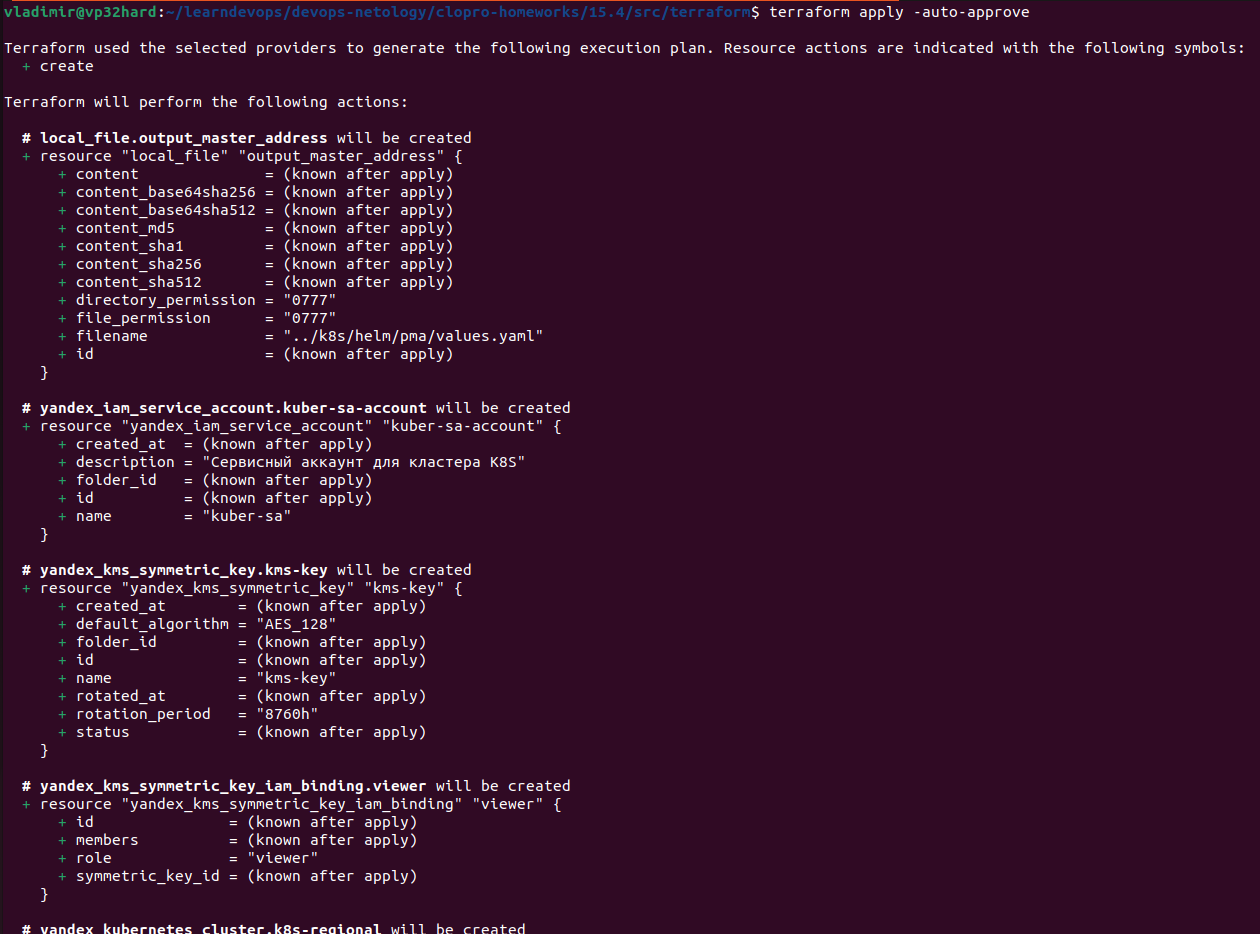 vladimir@vp32hard:~/learndevops/devops-netology/clopro-homeworks/15.4/src/terraform$ terraform apply -auto-approve
Terraform used the selected providers to generate the following execution plan. Resource actions are indicated with the following symbols:
+ create
Terraform will perform the following actions:
# local_file.output_master_address will be created
+ resource "local_file" "output_master_address" {
+ content = (known after apply)
+ content_base64sha256 = (known after apply)
+ content_base64sha512 = (known after apply)
+ content_md5 = (known after apply)
+ content_sha1 = (known after apply)
+ content_sha256 = (known after apply)
+ content_sha512 = (known after apply)
+ directory_permission = "0777"
+ file_permission = "0777"
+ filename = "../k8s/helm/pma/values.yaml"
+ id = (known after apply)
}
# yandex_iam_service_account.kuber-sa-account will be created
+ resource "yandex_iam_service_account" "kuber-sa-account" {
+ created_at = (known after apply)
+ description = "Сервисный аккаунт для кластера K8S"
+ folder_id = (known after apply)
+ id = (known after apply)
+ name = "kuber-sa"
}
# yandex_kms_symmetric_key.kms-key will be created
+ resource "yandex_kms_symmetric_key" "kms-key" {
+ created_at = (known after apply)
+ default_algorithm = "AES_128"
+ folder_id = (known after apply)
+ id = (known after apply)
+ name = "kms-key"
+ rotated_at = (known after apply)
+ rotation_period = "8760h"
+ status = (known after apply)
}
# yandex_kms_symmetric_key_iam_binding.viewer will be created
+ resource "yandex_kms_symmetric_key_iam_binding" "viewer" {
+ id = (known after apply)
+ members = (known after apply)
+ role = "viewer"
+ symmetric_key_id = (known after apply)
}
# yandex_kubernetes_cluster.k8s-regional will be created